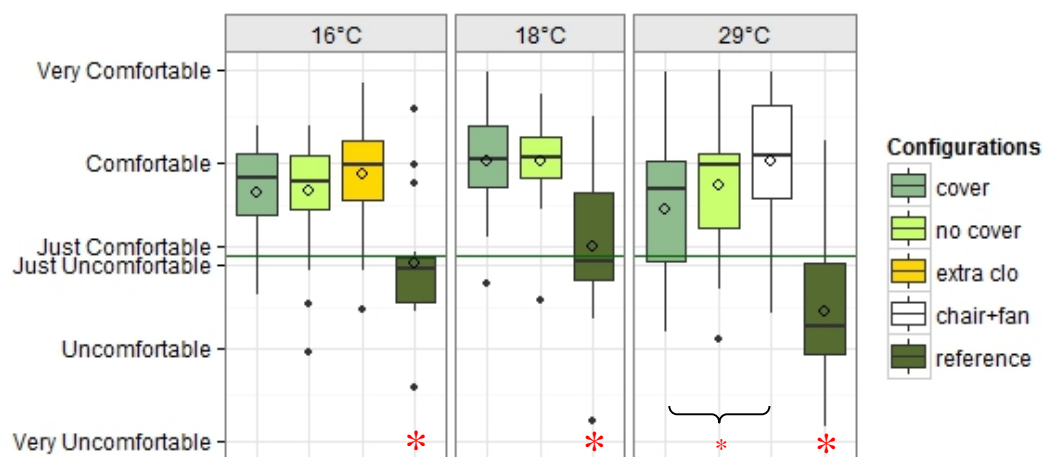 16°C 18°C 29°C
Very Comfortable
Comfortable
Just Comfortable
Just Uncomfortable
Uncomfortable
Very Uncomfortable
* * * *
Configurations
cover
no cover
extra clo
chair+fan
reference